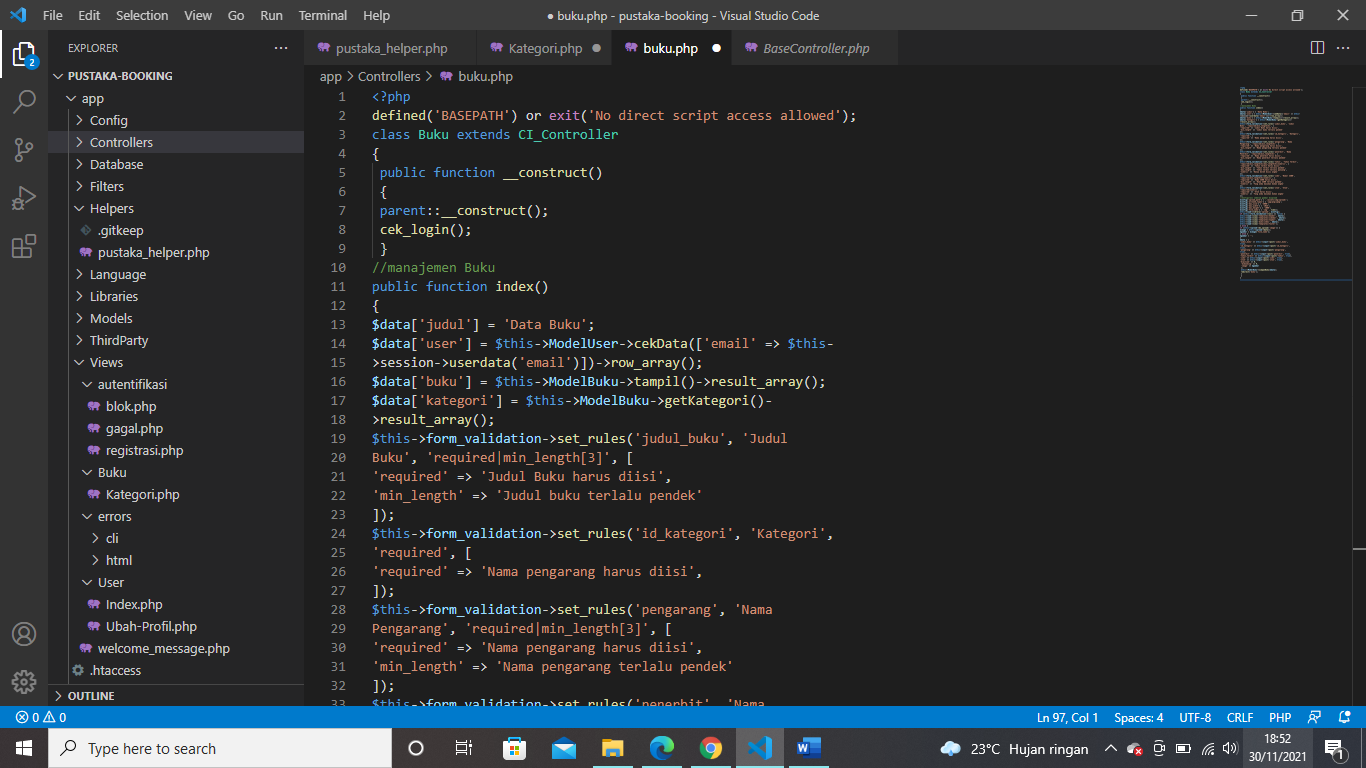 File Edit Selection View Go Run Terminal Help
● buku.php - pustaka-booking - Visual Studio Code
EXPLORER
PUSTAKA-BOOKING
app
Config
Controllers
Database
Filters
Helpers
.gitkeep
pustaka_helper.php
Language
Libraries
Models
ThirdParty
Views
autentifikasi
blok.php
gagal.php
registrasi.php
Buku
Kategori.php
errors
cli
html
User
Index.php
Ubah-Profil.php
welcome_message.php
.htaccess
OUTLINE
2
pustaka_helper.php Kategori.php buku.php BaseController.php
app > Controllers > buku.php
1 <?php
2 defined('BASEPATH') or exit('No direct script access allowed');
3 class Buku extends CI_Controller
4 {
5 public function __construct()
6 {
7 parent::__construct();
8 cek_login();
9 }
10 //manajemen Buku
11 public function index()
12 {
13 $data['judul'] = 'Data Buku';
14 $data['user'] = $this->ModelUser->cekData(['email' => $this-
15 >session->userdata('email')])->row_array();
16 $data['buku'] = $this->ModelBuku->tampil()->result_array();
17 $data['kategori'] = $this->ModelBuku->getKategori()-
18 >result_array();
19 $this->form_validation->set_rules('judul_buku', 'Judul
20 Buku', 'required|min_length[3]', [
21 'required' => 'Judul Buku harus diisi',
22 'min_length' => 'Judul buku terlalu pendek'
23 ]);
24 $this->form_validation->set_rules('id_kategori', 'Kategori',
25 'required', [
26 'required' => 'Nama pengarang harus diisi',
27 ]);
28 $this->form_validation->set_rules('pengarang', 'Nama
29 Pengarang', 'required|min_length[3]', [
30 'required' => 'Nama pengarang harus diisi',
31 'min_length' => 'Nama pengarang terlalu pendek'
32 ]);
33 $this->form_validation->set_rules('penerbit', 'Nama
0 0
Ln 97, Col 1 Spaces: 4 UTF-8 CRLF PHP
Type here to search
23°C Hujan ringan
18:52
30/11/2021
1